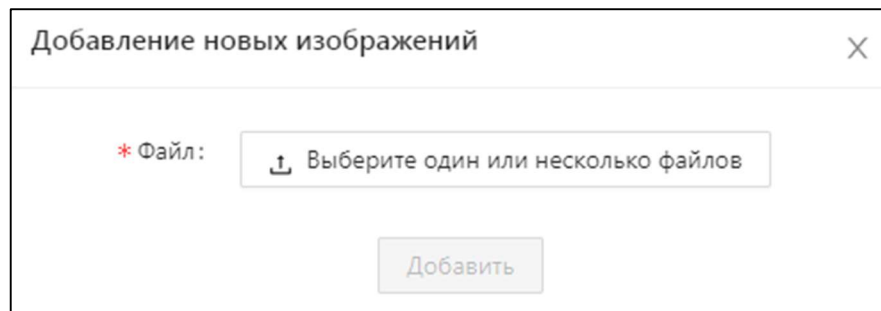 Добавление новых изображений
* Файл:
Выберите один или несколько файлов
Добавить